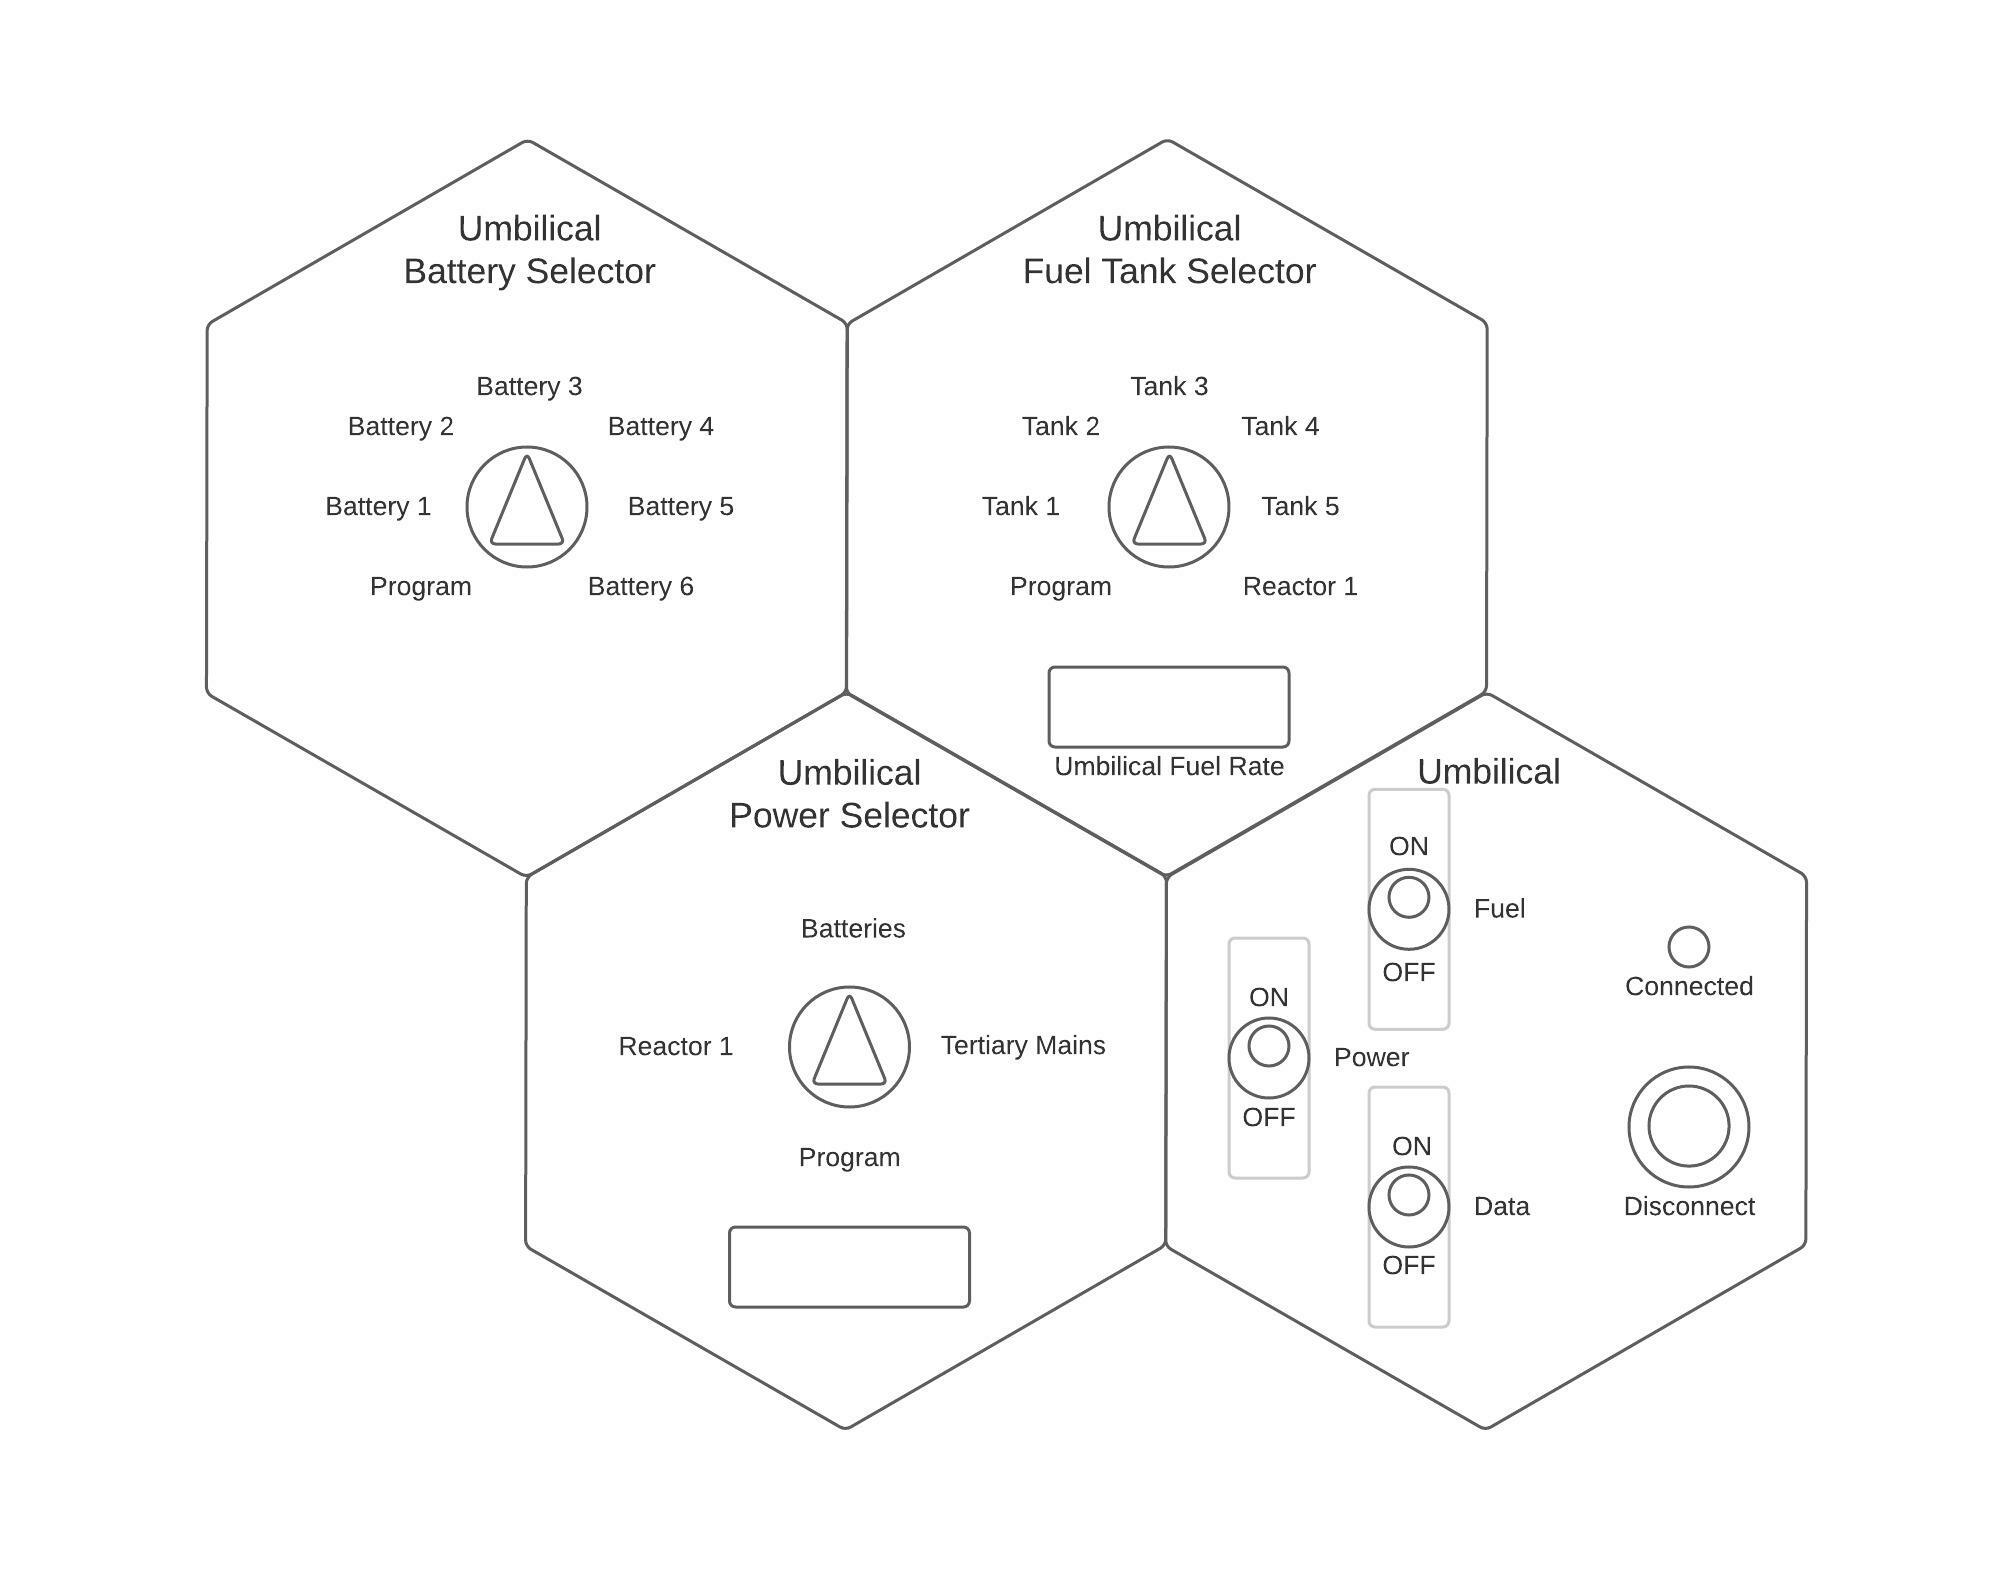 Umbilical
Battery Selector
Battery 3
Battery 2
Battery 4
Battery 1
Battery 5
Program
Battery 6
Umbilical
Fuel Tank Selector
Tank 3
Tank 2
Tank 4
Tank 1
Tank 5
Program
Reactor 1
Umbilical Fuel Rate
Umbilical
Power Selector
Batteries
Reactor 1
Tertiary Mains
Program
Umbilical
ON
Fuel
OFF
ON
Power
OFF
ON
Data
OFF
Connected
Disconnect